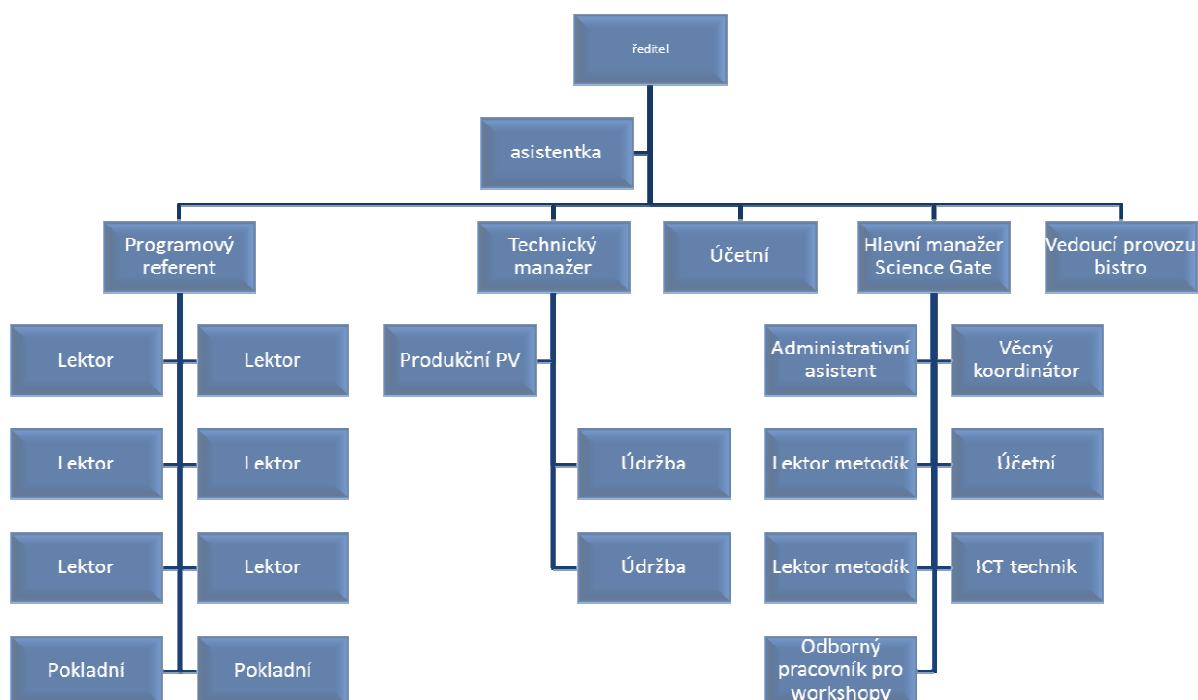 ředitel
asistentka
Programový
referent
Technický
manažer
Účetní
Hlavní manažer
Science Gate
Vedoucí provozu
bistro
Lektor
Lektor
Produkční PV
Administrativní
asistent
Věcný
koordinátor
Lektor
Lektor
Údržba
Lektor metodik
Účetní
Lektor
Lektor
Údržba
Lektor metodik
ICT technik
Pokladní
Pokladní
Odborný
pracovník pro
workshopy